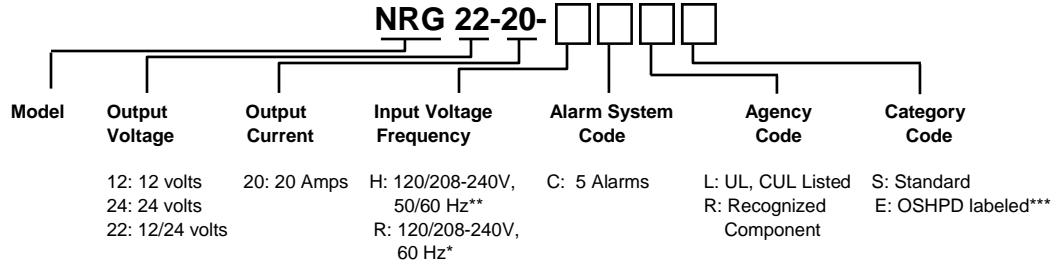 NRG 22-20-
Model Output Output Input Voltage Alarm System Agency Category
Voltage Current Frequency Code Code Code
12: 12 volts 20: 20 Amps H: 120/208-240V, C: 5 Alarms L: UL, CUL Listed S: Standard
24: 24 volts 50/60 Hz** R: Recognized E: OSHPD labeled***
22: 12/24 volts R: 120/208-240V, Component
60 Hz*